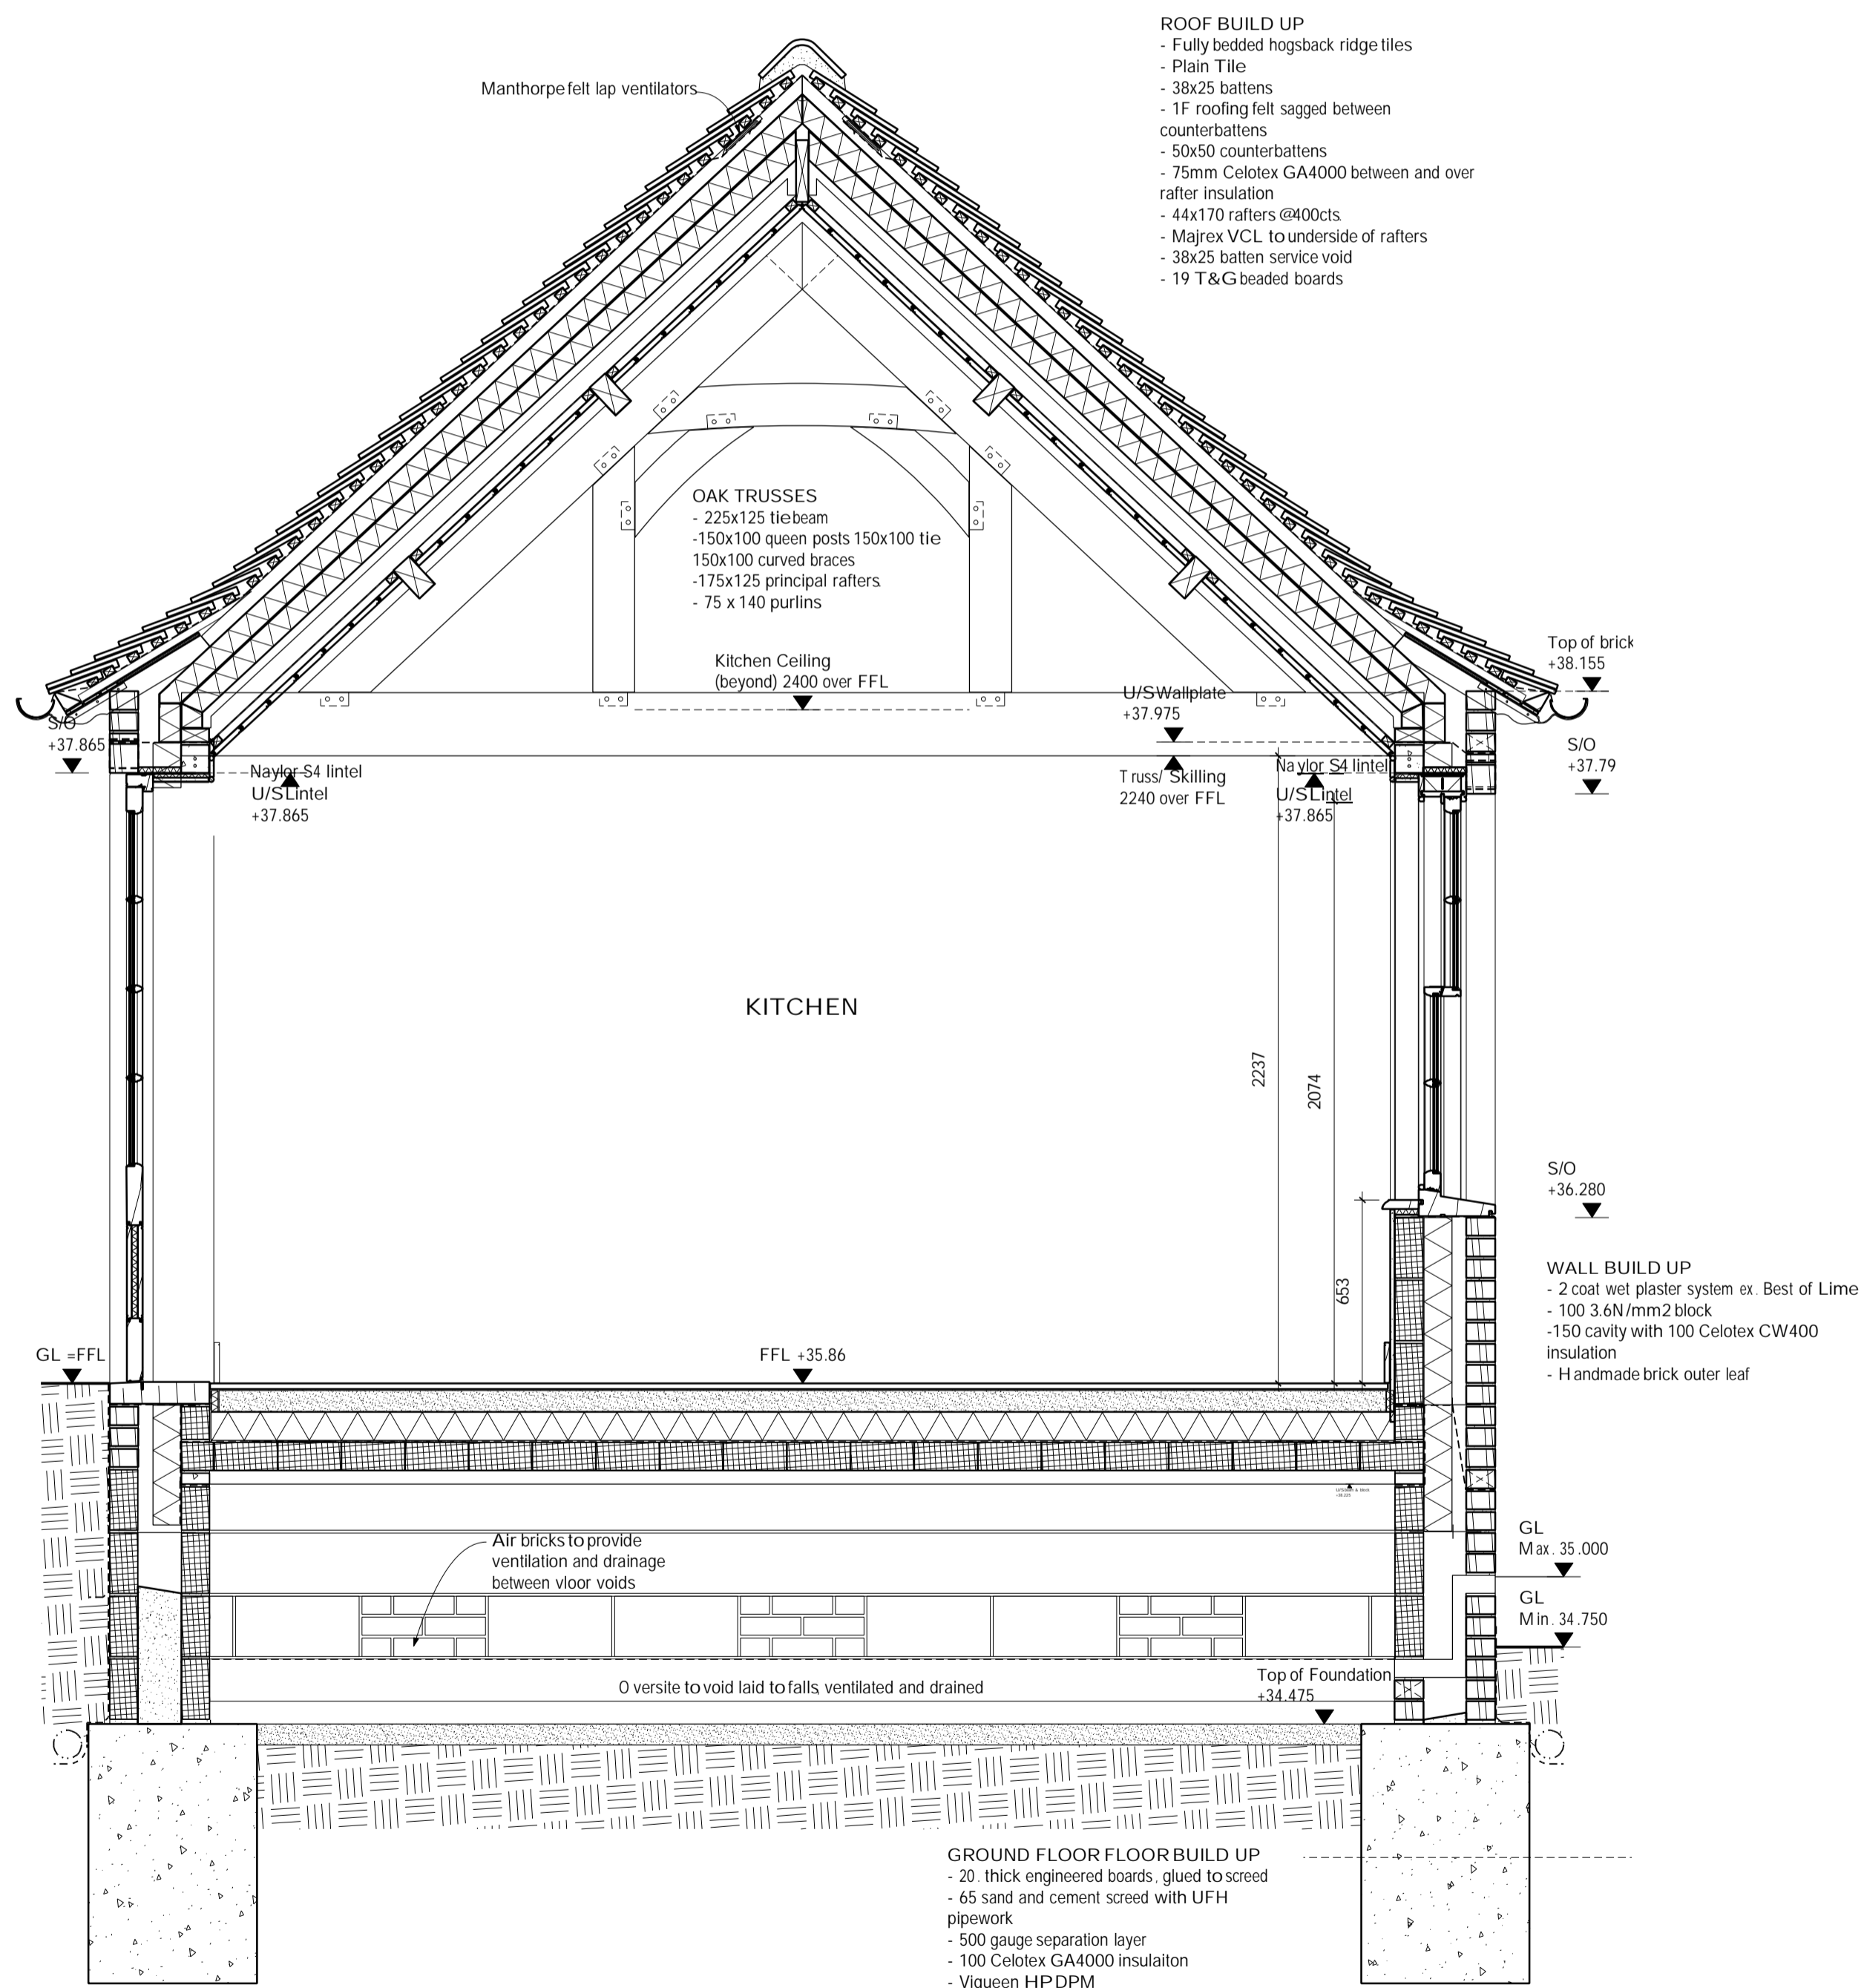 ROOF BUILD UP
- Fully bedded hogsback ridge tiles
- Plain Tile
- 38x25 battens
- 1F roofing felt sagged between
counterbattens
- 50x50 counterbattens
- 75mm Celotex GA4000 between and over
rafter insulation
- 44x170 rafters @400cts.
- Majrex VCL to underside of rafters
- 38x25 batten service void
- 19 T&G beaded boards
Manthorpe felt lap ventilators
OAK TRUSSES
- 225x125 tie beam
-150x100 queen posts 150x100 tie
150x100 curved braces
-175x125 principal rafters.
- 75 x 140 purlins
Kitchen Ceiling
(beyond) 2400 over FFL
U/S Wallplate
+37.975
Top of brick
+38.155
S/O
+37.865
S/O
+37.79
Naylor S4 lintel
U/S Lintel
+37.865
Truss/ Skilling
2240 over FFL
Naylor S4 lintel
U/S Lintel
+37.865
KITCHEN
2237
2074
653
S/O
+36.280
WALL BUILD UP
- 2 coat wet plaster system ex. Best of Lime
- 100 3.6N/mm2 block
-150 cavity with 100 Celotex CW400
insulation
- Handmade brick outer leaf
GL =FFL
FFL +35.86
Air bricks to provide
ventilation and drainage
between vloor voids
GL
Max. 35.000
GL
Min. 34.750
Oversite to void laid to falls, ventilated and drained
Top of Foundation
+34.475
GROUND FLOOR FLOOR BUILD UP
- 20. thick engineered boards, glued to screed
- 65 sand and cement screed with UFH
pipework
- 500 gauge separation layer
- 100 Celotex GA4000 insulaiton
- Viqueen HP DPM